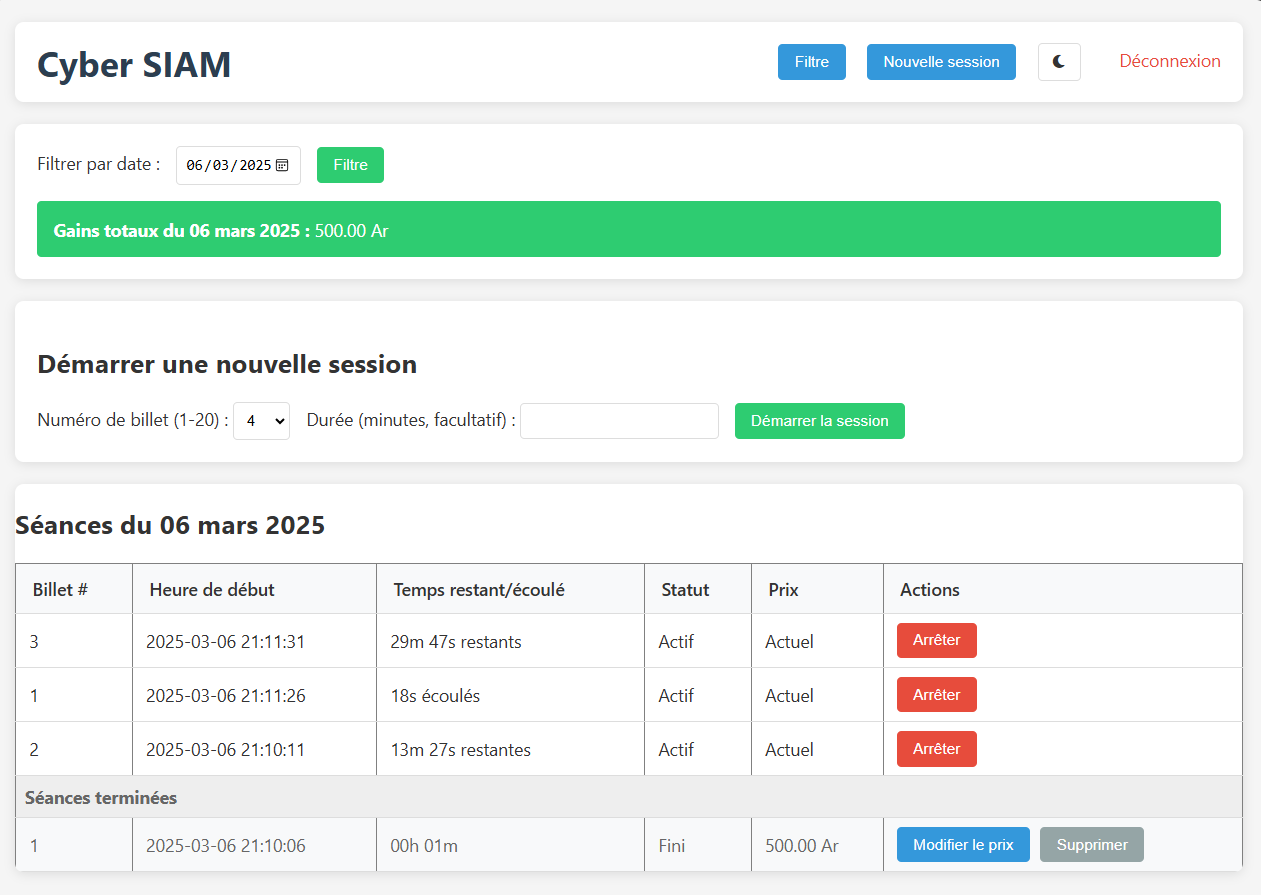 Cyber SIAM
Filtre
Nouvelle session
Déconnexion
Filtrer par date : 06/03/2025 Filtre
Gains totaux du 06 mars 2025 : 500.00 Ar
Démarrer une nouvelle session
Numéro de billet (1-20) : 4 Durée (minutes, facultatif) : Démarrer la session
Séances du 06 mars 2025
Billet # Heure de début Temps restant/écoulé Statut Prix Actions
3 2025-03-06 21:11:31 29m 47s restants Actif Actuel Arrêter
1 2025-03-06 21:11:26 18s écoulés Actif Actuel Arrêter
2 2025-03-06 21:10:11 13m 27s restantes Actif Actuel Arrêter
Séances terminées
1 2025-03-06 21:10:06 00h 01m Fini 500.00 Ar Modifier le prix Supprimer